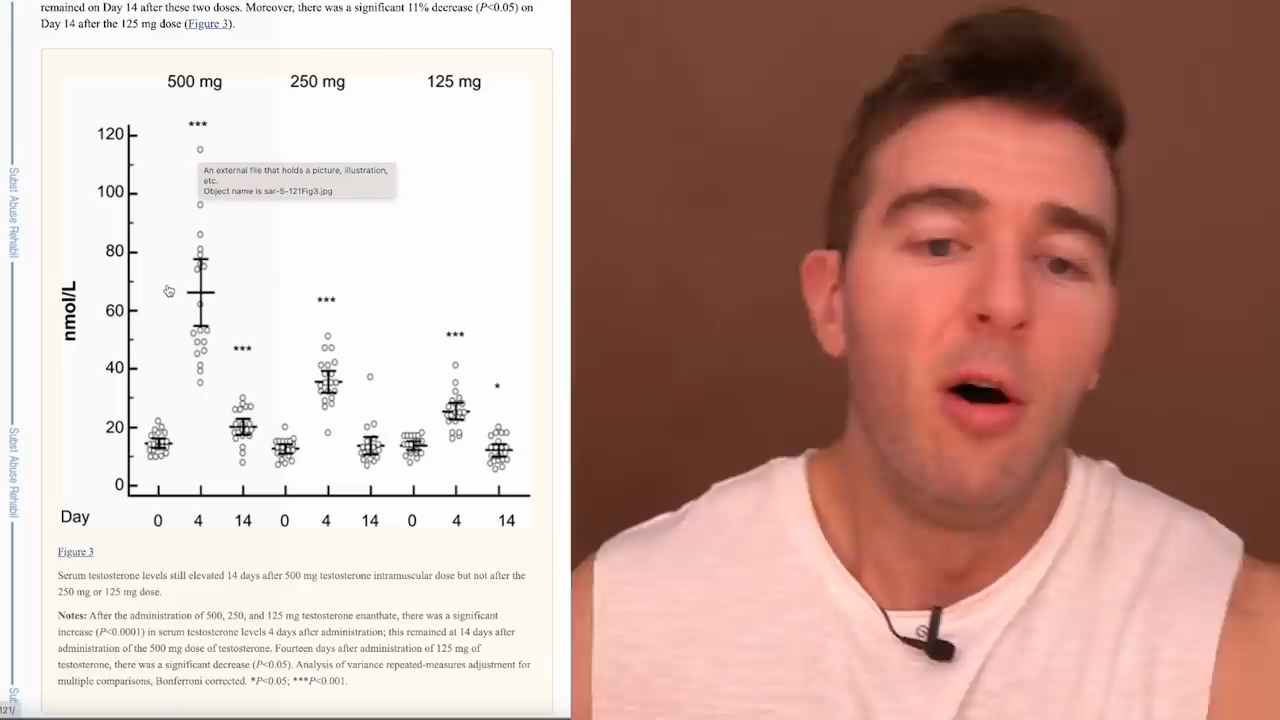 remained on Day 14 after these two doses. Moreover, there was a significant 11% decrease (P<0.05) on
Day 14 after the 125 mg dose (Figure 3).
500 mg 250 mg 125 mg
***
120
An external file that holds a picture, illustration,
etc.
Object name is sar-5-121Fig3.jpg
100
80
***
***
***
60
*
nmol/L
40
20
0
Day 0 4 14 0 4 14 0 4 14
Figure 3
Serum testosterone levels still elevated 14 days after 500 mg testosterone intramuscular dose but not after the
250 mg or 125 mg dose.
Notes: After the administration of 500, 250, and 125 mg testosterone enanthate, there was a significant
increase (P<0.0001) in serum testosterone levels 4 days after administration; this remained at 14 days after
administration of the 500 mg dose of testosterone. Fourteen days after administration of 125 mg of
testosterone, there was a significant decrease (P<0.05). Analysis of variance repeated-measures adjustment for
multiple comparisons, Bonferroni corrected. *P<0.05; ***P<0.001.
Subst Abuse Rehabil
Subst Abuse Rehabil
Sub
121/